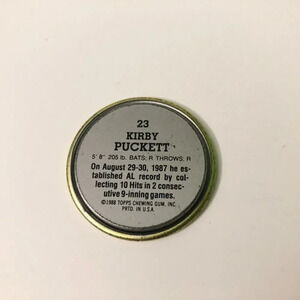 23
KIRBY
PUCKETT
5' 8" 205 lb. BATS: R THROWS: R
On August 29-30, 1987 he es-
tablished AL record by col-
lecting 10 Hits in 2 consec-
utive 9-inning games.
©1988 TOPPS CHEWING GUM, INC.
PRTD. IN U.S.A.